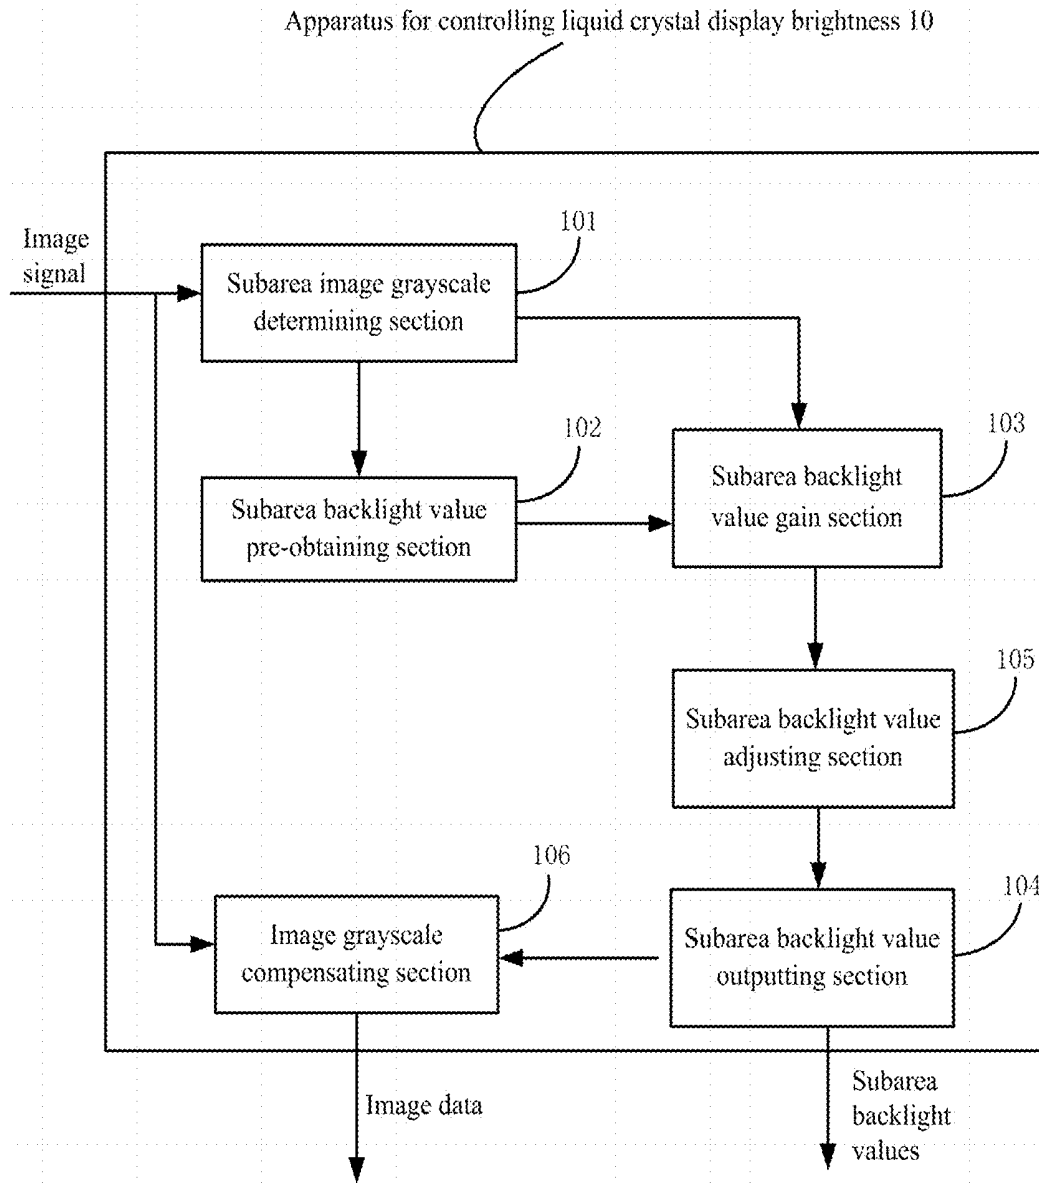 Apparatus for controlling liquid crystal display brightness 10
Image
signal
101
Subarea image grayscale
determining section
102
Subarea backlight value
pre-obtaining section
103
Subarea backlight
value gain section
105
Subarea backlight value
adjusting section
106
Image grayscale
compensating section
104
Subarea backlight value
outputting section
Image data
Subarea
backlight
values